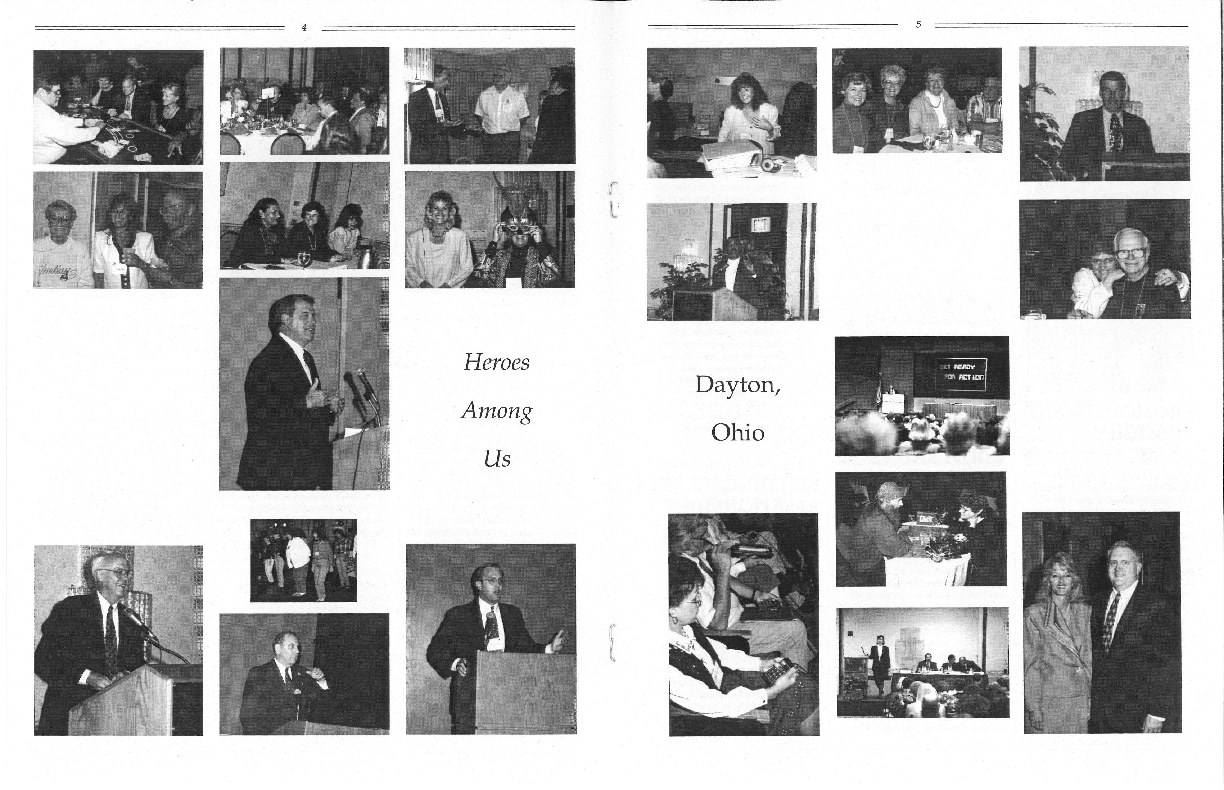 4
Heroes
Among
Us
5
EXIT
Dayton,
Ohio
GET READY
FOR ACTION